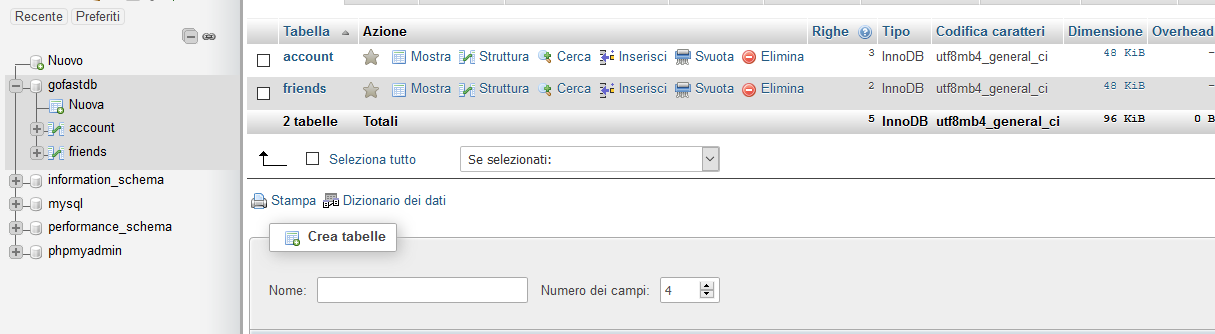 Recente Preferiti
Nuovo
gofastdb
Nuova
account
friends
information_schema
mysql
performance_schema
phpmyadmin
Tabella Azione Righe Tipo Codifica caratteri Dimensione Overhead
account Mostra Struttura Cerca Inserisci Svuota Elimina 3 InnoDB utf8mb4_general_ci 48 KiB -
friends Mostra Struttura Cerca Inserisci Svuota Elimina 2 InnoDB utf8mb4_general_ci 48 KiB -
2 tabelle Totali 5 InnoDB utf8mb4_general_ci 96 KiB 0 B
Seleziona tutto Se selezionati:
Stampa Dizionario dei dati
Crea tabelle
Nome: Numero dei campi: 4